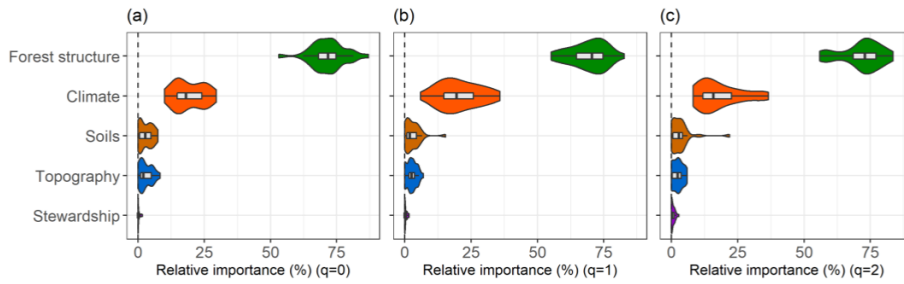 (a)
(b)
(c)
Forest structure
Climate
Soils
Topography
Stewardship
0 25 50 75
0 25 50 75
0 25 50 75
Relative importance (%) (q=0)
Relative importance (%) (q=1)
Relative importance (%) (q=2)